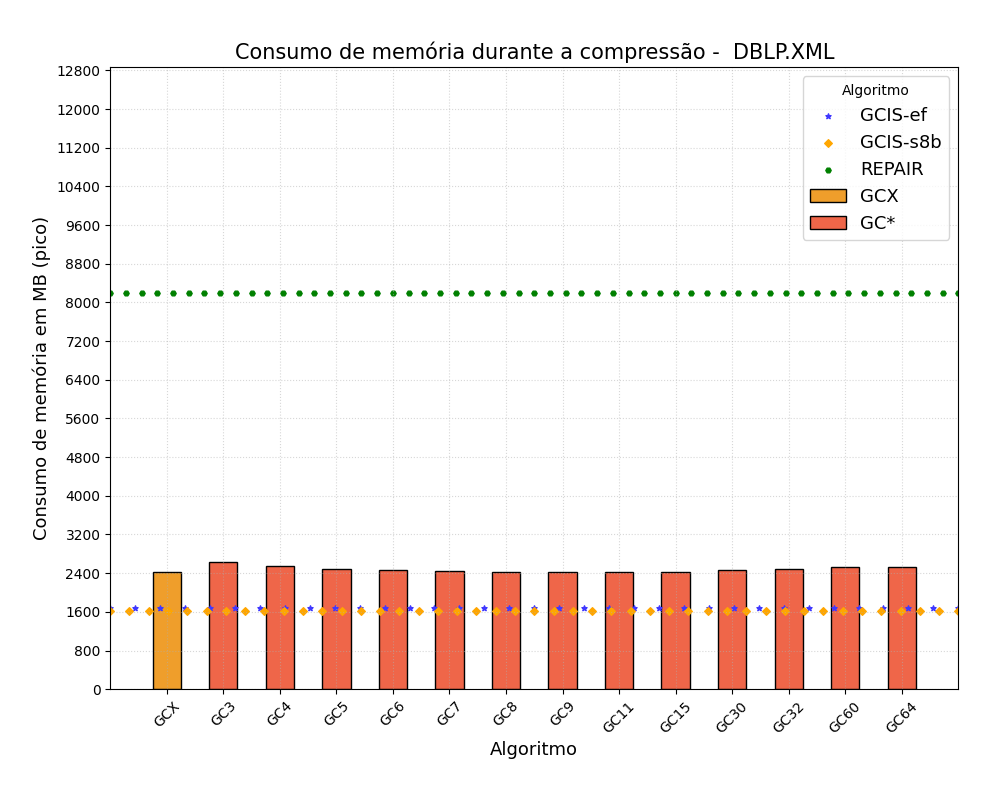 Consumo de memória durante a compressão -  DBLP.XML
12800
12000
11200
10400
9600
8800
8000
7200
6400
5600
4800
4000
3200
2400
1600
800
0
Consumo de memória em  MB (pico)
Algoritmo
GCIS-ef
GCIS-s8b
REPAIR
GCX
GC*
GCX
GC3
GC4
GC5
GC6
GC7
GC8
GC9
GC11
GC15
GC30
GC32
GC60
GC64
Algoritmo